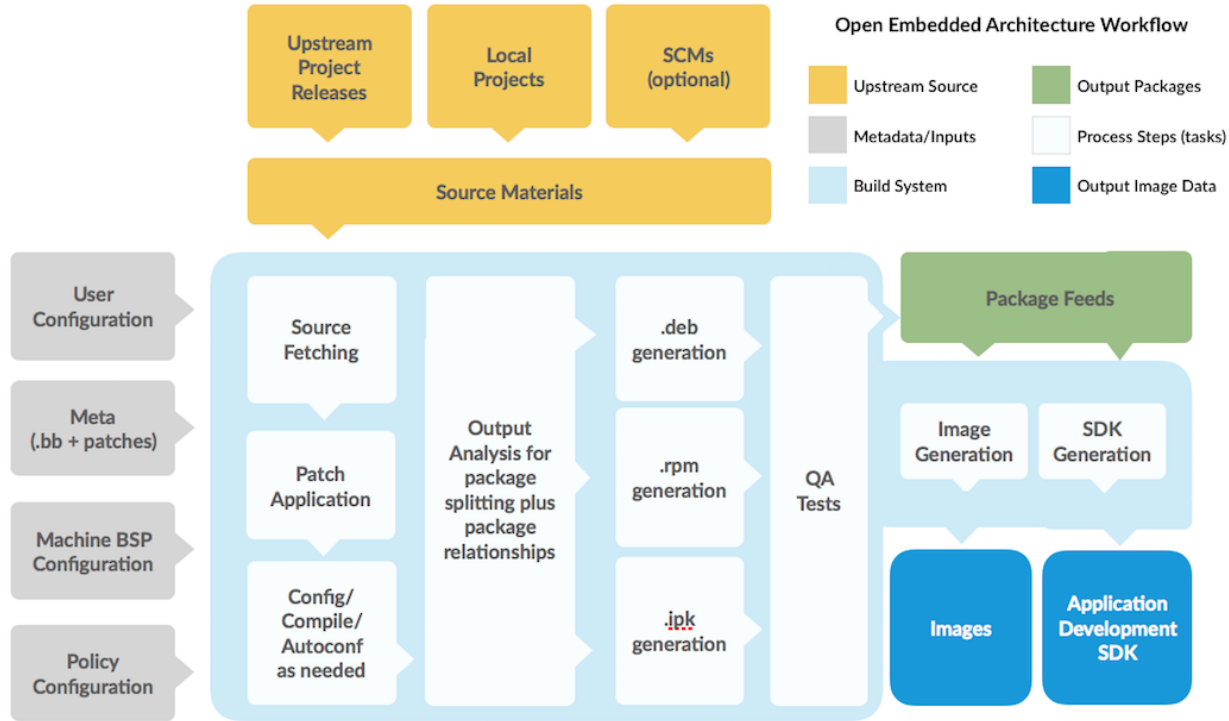 Open Embedded Architecture Workflow
Upstream Source
Output Packages
Metadata/Inputs
Process Steps (tasks)
Build System
Output Image Data
Upstream
Project
Releases
Local
Projects
SCMs
(optional)
Source Materials
User
Configuration
Meta
(.bb + patches)
Machine BSP
Configuration
Policy
Configuration
Source
Fetching
Patch
Application
Config/
Compile/
Autoconf
as needed
Output
Analysis for
package
splitting plus
package
relationships
.deb
generation
.rpm
generation
.ipk
generation
QA
Tests
Package Feeds
Image
Generation
SDK
Generation
Images
Application
Development
SDK